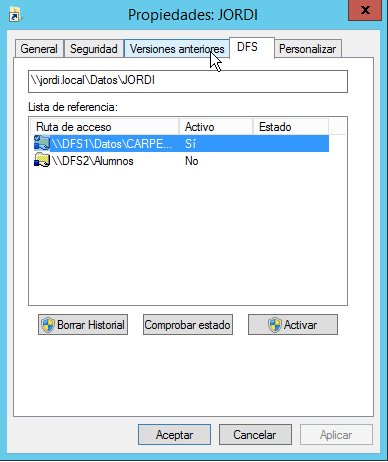 Propiedades: JORDI
X
General Seguridad Versiones anteriores DFS Personalizar
\\jordi.local\Datos\JORDI
Lista de referencia:
Ruta de acceso Activo Estado
\\DFS1\Datos\CARPE... Sí
\\DFS2\Alumnos No
Borrar Historial Comprobar estado Activar
Aceptar Cancelar Aplicar